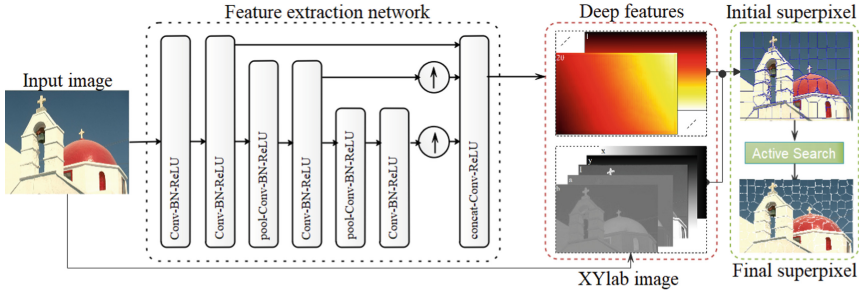 Feature extraction network
Deep features
Initial superpixel
Input image
Conv-BN-ReLU
Conv-BN-ReLU
pool-Conv-BN-ReLU
Conv-BN-ReLU
pool-Conv-BN-ReLU
Conv-BN-ReLU
concat-Conv-ReLU
1
20
x
y
l
a
b
Active Search
XYlab image
Final superpixel